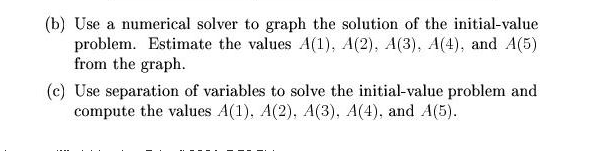 (b) Use a numerical solver to graph the solution of the initial-value
problem. Estimate the values A(1), A(2), A(3), A(4), and A(5)
from the graph.
(c) Use separation of variables to solve the initial-value problem and
compute the values A(1), A(2), A(3), A(4), and A(5).